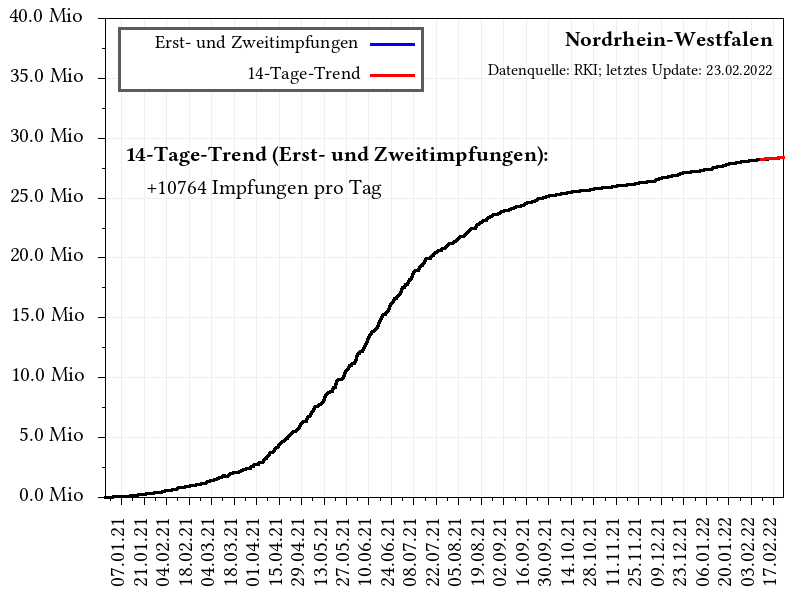 40.0 Mio
35.0 Mio
30.0 Mio
25.0 Mio
20.0 Mio
15.0 Mio
10.0 Mio
5.0 Mio
0.0 Mio
Erst- und Zweitimpfungen
14-Tage-Trend
Nordrhein-Westfalen
Datenquelle: RKI; letztes Update: 23.02.2022
14-Tage-Trend (Erst- und Zweitimpfungen):
+10764 Impfungen pro Tag
07.01.21
21.01.21
04.02.21
18.02.21
04.03.21
18.03.21
01.04.21
15.04.21
29.04.21
13.05.21
27.05.21
10.06.21
24.06.21
08.07.21
22.07.21
05.08.21
19.08.21
02.09.21
16.09.21
30.09.21
14.10.21
28.10.21
11.11.21
25.11.21
09.12.21
23.12.21
06.01.22
20.01.22
03.02.22
17.02.22